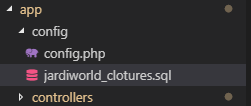 app
config
config.php
jardiworld_clotures.sql
controllers